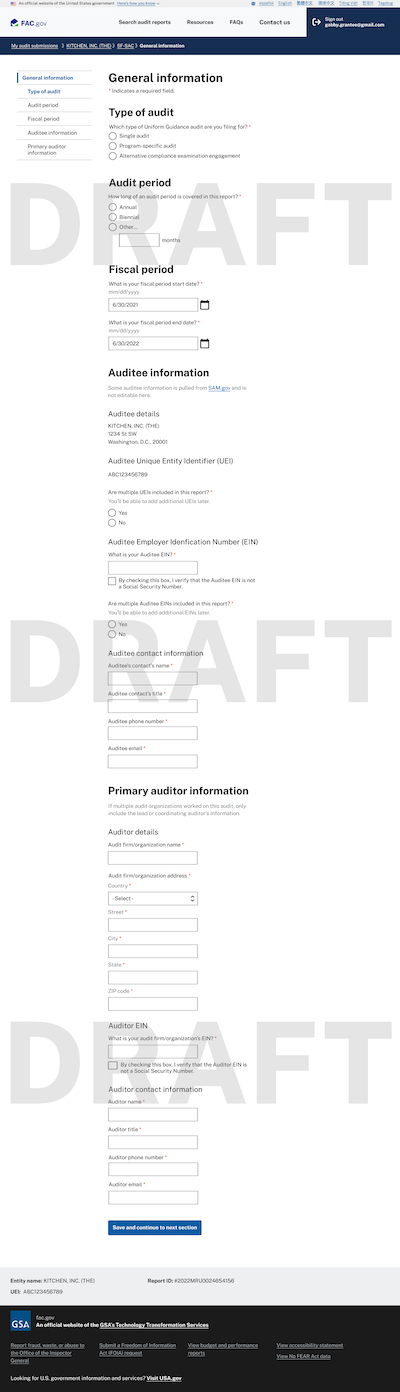 An official website of the United States government Here's how you know
español English 繁體中文 简体中文 Tiếng việt 한국어 Tagalog
FAC.gov
Search audit reports Resources FAQs Contact us
Sign out
gabby.grantee@gmail.com
My audit submissions KITCHEN, INC. (THE) SF-SAC General information
General information
Type of audit
Audit period
Fiscal period
Auditee information
Primary auditor
information
General information
* Indicates a required field.
Type of audit
Which type of Uniform Guidance audit are you filing for? *
Single audit
Program-specific audit
Alternative compliance examination engagement
DRAFT
Audit period
How long of an audit period is covered in this report? *
Annual
Biennial
Other...
months
Fiscal period
What is your fiscal period start date? *
mm/dd/yyyy
6/30/2021
What is your fiscal period end date? *
mm/dd/yyyy
6/30/2022
Auditee information
Some auditee information is pulled from SAM.gov and is
not editable here.
Auditee details
KITCHEN, INC. (THE)
1234 St SW
Washington, D.C., 20001
Auditee Unique Entity Identifier (UEI)
ABC123456789
Are multiple UEIs included in this report? *
You'll be able to add additional UEIs later.
Yes
No
Auditee Employer Idenfication Number (EIN)
What is your Auditee EIN? *
By checking this box, I verify that the Auditee EIN is not
a Social Security Number.
Are multiple Auditee EINs included in this report? *
You'll be able to add additional EINs later.
Yes
No
DRAFT
Auditee contact information
Auditee's contact's name *
Auditee contact's title *
Auditee phone number *
Auditee email *
Primary auditor information
If multiple audit organizations worked on this audit, only
include the lead or coordinating auditor's information.
Auditor details
Audit firm/organization name *
Audit firm/organization address *
Country *
- Select -
Street *
City *
State *
ZIP code *
DRAFT
Auditor EIN
What is your audit firm/organization's EIN? *
By checking this box, I verify that the Auditor EIN is
not a Social Security Number.
Auditor contact information
Auditor name *
Auditor title *
Auditor phone number *
Auditor email *
Save and continue to next section
Entity name: KITCHEN, INC. (THE) Report ID: #2022MRU0024654156
UEI: ABC123456789
GSA
fac.gov
An official website of the GSA's Technology Transformation Services
Report fraud, waste, or abuse to
the Office of the Inspector
General
Submit a Freedom of Information
Act (FOIA) request
View budget and performance
reports
View accessibility statement
View No FEAR Act data
Looking for U.S. government information and services? Visit USA.gov